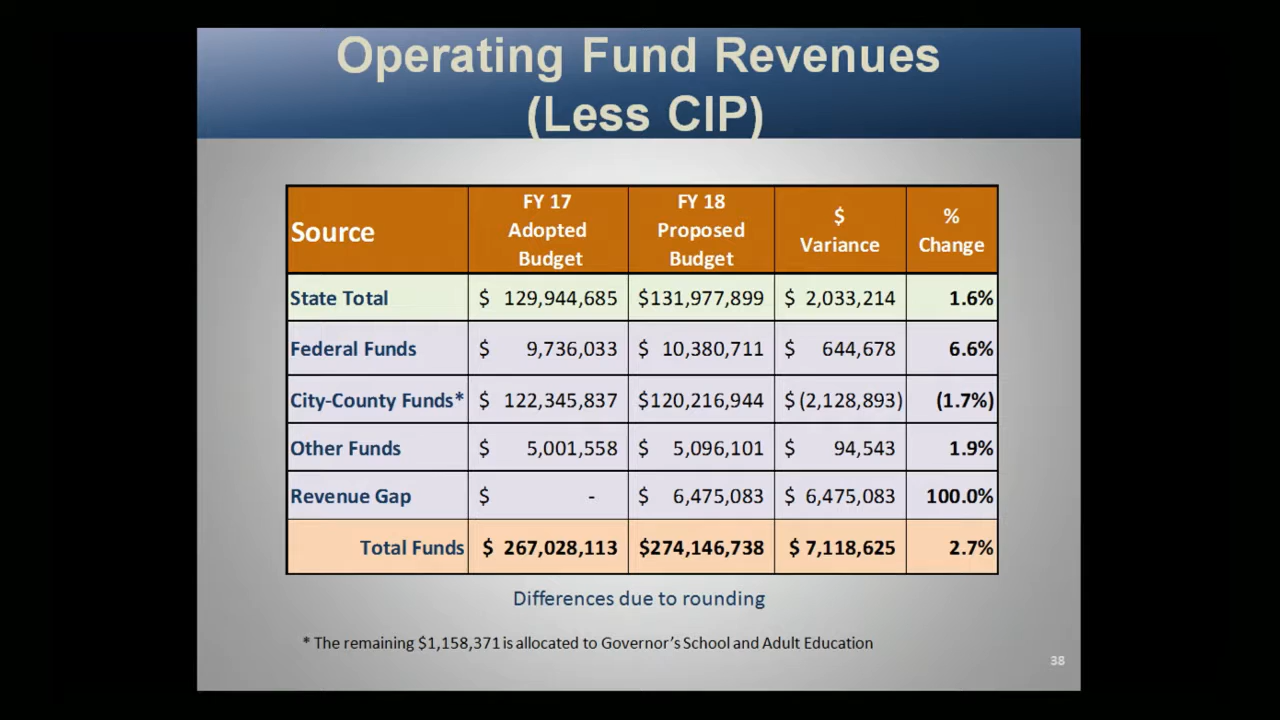 Operating Fund Revenues
(Less CIP)
Source FY 17 Adopted Budget FY 18 Proposed Budget $ Variance % Change
State Total $ 129,944,685 $131,977,899 $ 2,033,214 1.6%
Federal Funds $ 9,736,033 $ 10,380,711 $ 644,678 6.6%
City-County Funds* $ 122,345,837 $120,216,944 $ (2,128,893) (1.7%)
Other Funds $ 5,001,558 $ 5,096,101 $ 94,543 1.9%
Revenue Gap $ - $ 6,475,083 $ 6,475,083 100.0%
Total Funds $ 267,028,113 $274,146,738 $ 7,118,625 2.7%
Differences due to rounding
* The remaining $1,158,371 is allocated to Governor's School and Adult Education
38